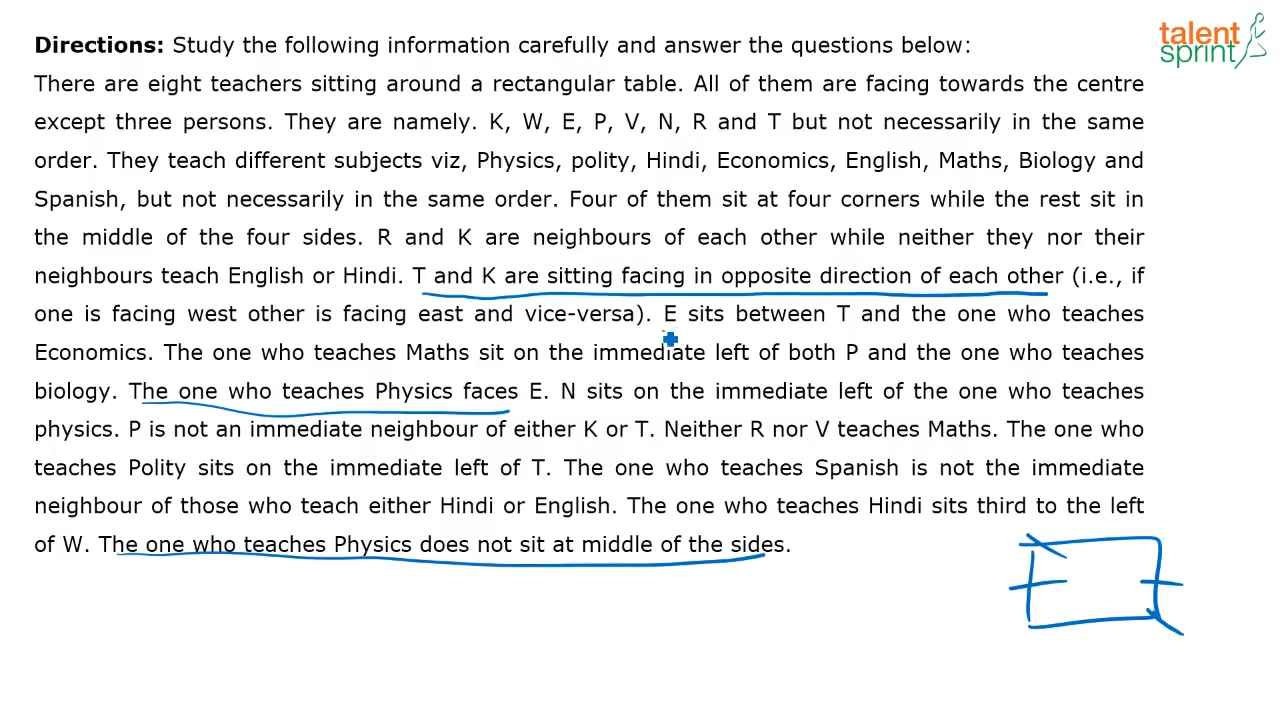 talent
sprint
Directions: Study the following information carefully and answer the questions below:
There are eight teachers sitting around a rectangular table. All of them are facing towards the centre
except three persons. They are namely. K, W, E, P, V, N, R and T but not necessarily in the same
order. They teach different subjects viz, Physics, polity, Hindi, Economics, English, Maths, Biology and
Spanish, but not necessarily in the same order. Four of them sit at four corners while the rest sit in
the middle of the four sides. R and K are neighbours of each other while neither they nor their
neighbours teach English or Hindi. T and K are sitting facing in opposite direction of each other (i.e., if
one is facing west other is facing east and vice-versa). E sits between T and the one who teaches
Economics. The one who teaches Maths sit on the immediate left of both P and the one who teaches
biology. The one who teaches Physics faces E. N sits on the immediate left of the one who teaches
physics. P is not an immediate neighbour of either K or T. Neither R nor V teaches Maths. The one who
teaches Polity sits on the immediate left of T. The one who teaches Spanish is not the immediate
neighbour of those who teach either Hindi or English. The one who teaches Hindi sits third to the left
of W. The one who teaches Physics does not sit at middle of the sides.